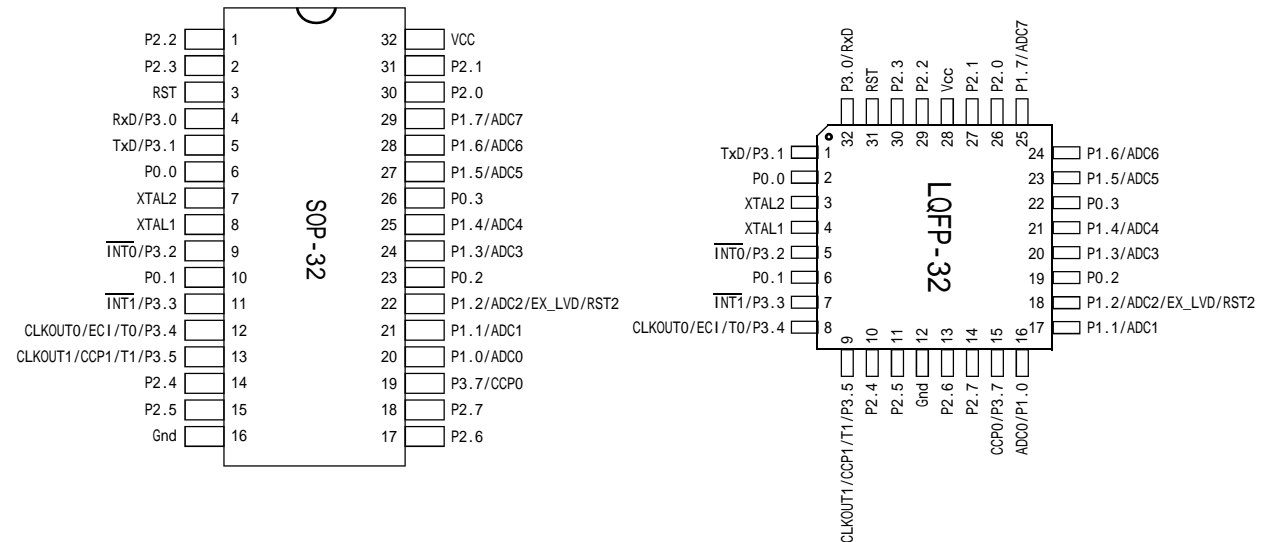 P2.2 1
P2.3 2
RST 3
RxD/P3.0 4
TxD/P3.1 5
P0.0 6
XTAL2 7
XTAL1 8
INT0/P3.2 9
P0.1 10
INT1/P3.3 11
CLKOUT0/ECI/T0/P3.4 12
CLKOUT1/CCP1/T1/P3.5 13
P2.4 14
P2.5 15
Gnd 16
SOP-32
32 VCC
31 P2.1
30 P2.0
29 P1.7/ADC7
28 P1.6/ADC6
27 P1.5/ADC5
26 P0.3
25 P1.4/ADC4
24 P1.3/ADC3
23 P0.2
22 P1.2/ADC2/EX_LVD/RST2
21 P1.1/ADC1
20 P1.0/ADC0
19 P3.7/CCP0
18 P2.7
17 P2.6
32 P3.0/RxD
31 RST
30 P2.3
29 P2.2
28 Vcc
27 P2.1
26 P2.0
25 P1.7/ADC7
TxD/P3.1 1
P0.0 2
XTAL2 3
XTAL1 4
INT0/P3.2 5
P0.1 6
INT1/P3.3 7
CLKOUT0/ECI/T0/P3.4 8
LQFP-32
24 P1.6/ADC6
23 P1.5/ADC5
22 P0.3
21 P1.4/ADC4
20 P1.3/ADC3
19 P0.2
18 P1.2/ADC2/EX_LVD/RST2
17 P1.1/ADC1
CLKOUT1/CCP1/T1/P3.5 9
P2.4 10
P2.5 11
Gnd 12
P2.6 13
P2.7 14
CCP0/P3.7 15
ADC0/P1.0 16